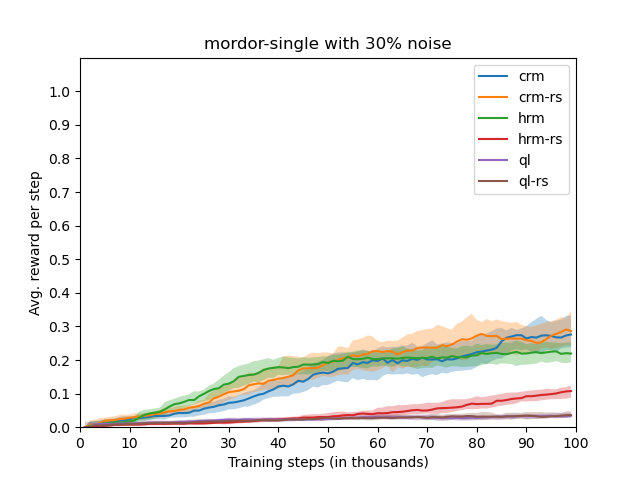 mordor-single with 30% noise
Avg. reward per step
1.0
0.9
0.8
0.7
0.6
0.5
0.4
0.3
0.2
0.1
0.0
crm
crm-rs
hrm
hrm-rs
ql
ql-rs
0 10 20 30 40 50 60 70 80 90 100
Training steps (in thousands)